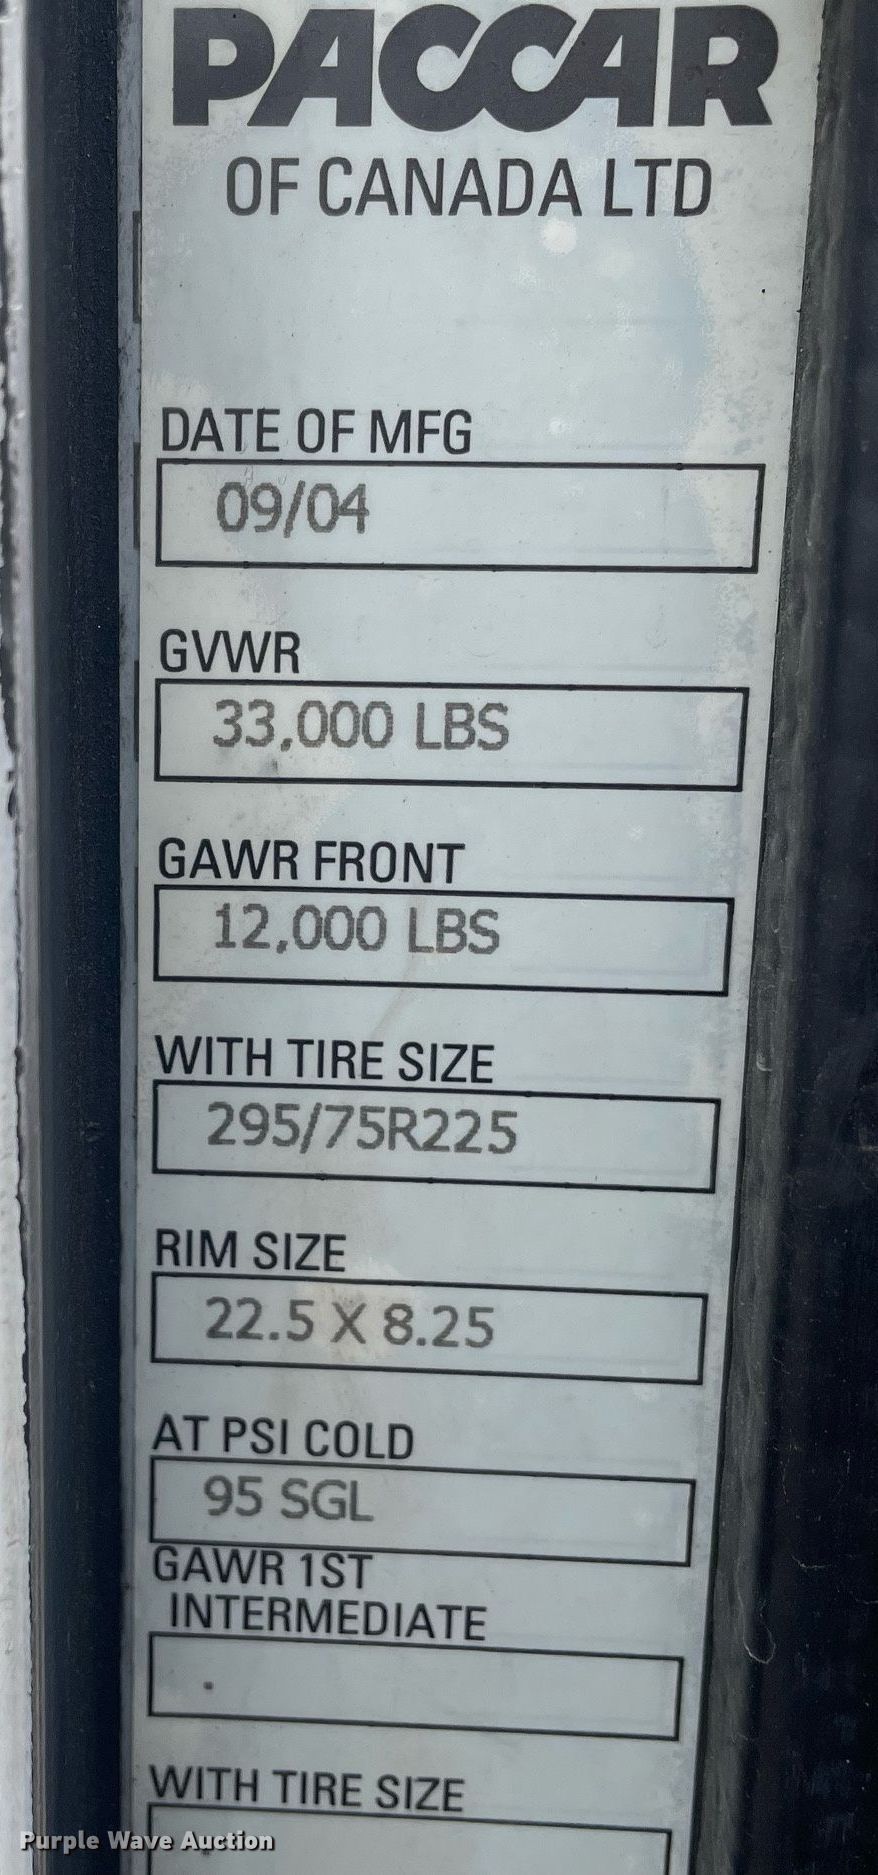 PACCAR
OF CANADA LTD
DATE OF MFG
09/04
GVWR
33,000 LBS
GAWR FRONT
12,000 LBS
WITH TIRE SIZE
295/75R225
RIM SIZE
22.5 X 8.25
AT PSI COLD
95 SGL
GAWR 1ST
INTERMEDIATE
.
WITH TIRE SIZE
Purple Wave Auction